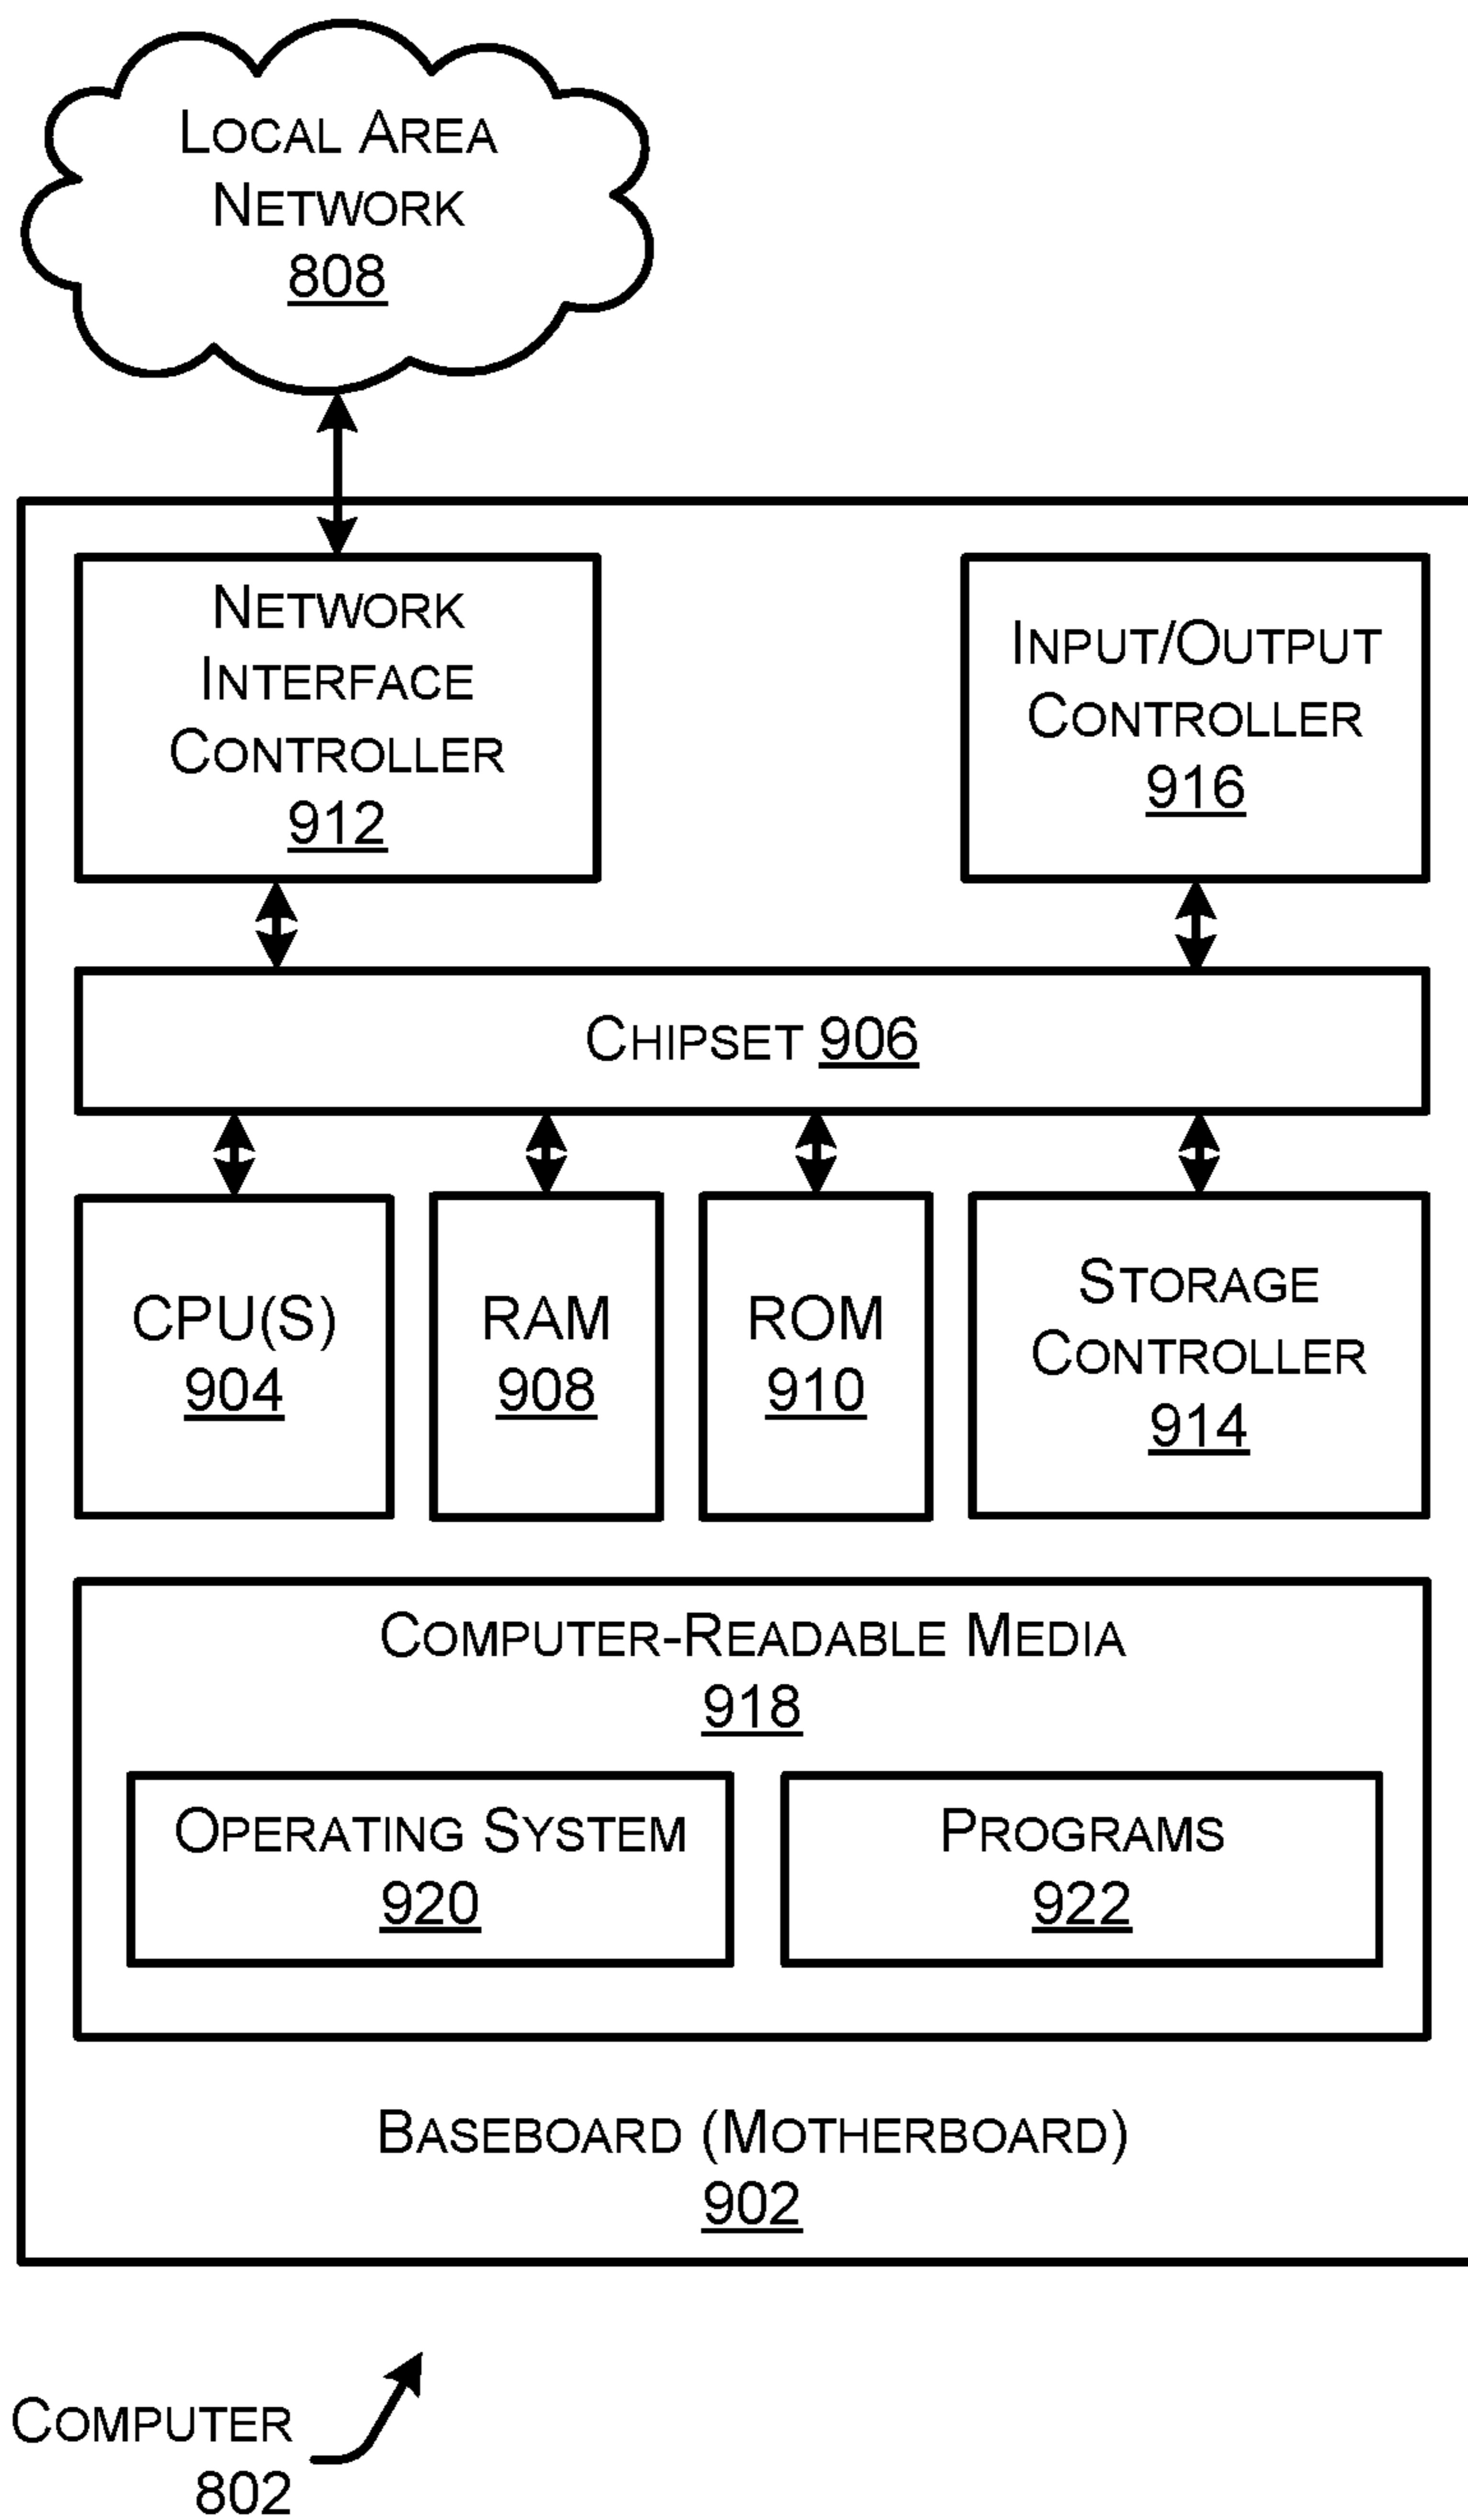 LOCAL AREA
NETWORK
808
NETWORK
INTERFACE
CONTROLLER
912
INPUT/OUTPUT
CONTROLLER
916
CHIPSET 906
CPU(S)
904
RAM
908
ROM
910
STORAGE
CONTROLLER
914
COMPUTER-READABLE MEDIA
918
OPERATING SYSTEM
920
PROGRAMS
922
BASEBOARD (MOTHERBOARD)
902
COMPUTER
802